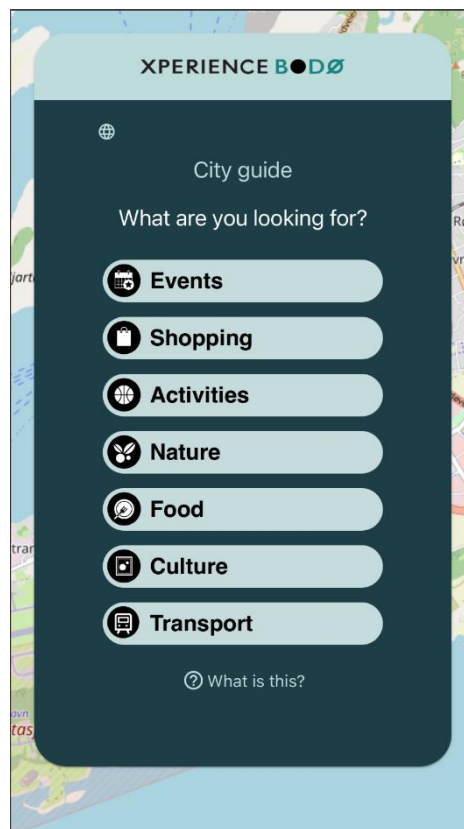 XPERIENCE BODØ
City guide
What are you looking for?
Events
Shopping
Activities
Nature
Food
Culture
Transport
What is this?